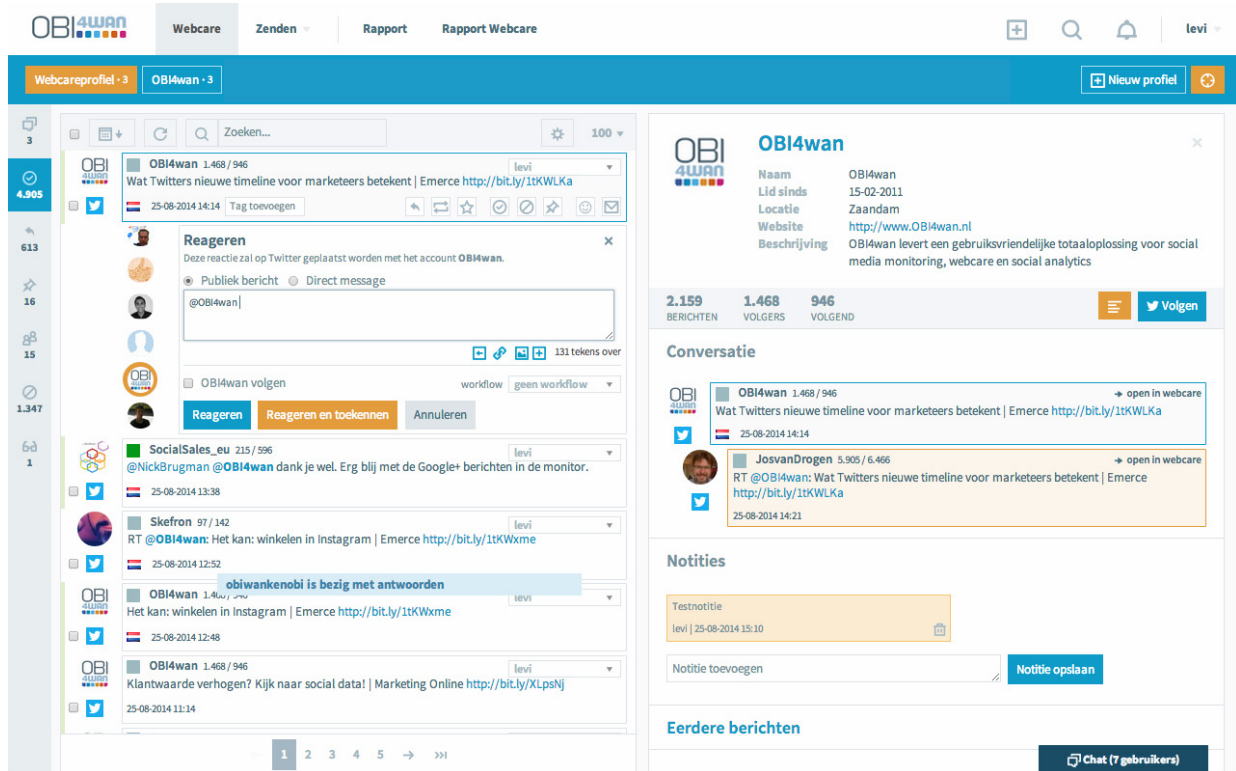 OBI4WAN
Webcare
Zenden
Rapport
Rapport Webcare
levi
Webcareprofiel · 3
OBI4wan · 3
Nieuw profiel
3
4.905
613
16
15
1.347
1
Zoeken...
100
OBI 4WAN
OBI4wan 1.468 / 946
levi
Wat Twitters nieuwe timeline voor marketeers betekent | Emerce http://bit.ly/1tKWLKa
25-08-2014 14:14 Tag toevoegen
Reageren
Deze reactie zal op Twitter geplaatst worden met het account OBI4wan.
Publiek bericht Direct message
@OBI4wan
131 tekens over
OBI 4WAN
OBI4wan volgen
workflow geen workflow
Reageren
Reageren en toekennen
Annuleren
SocialSales_eu 215 / 596
levi
@NickBrugman @OBI4wan dank je wel. Erg blij met de Google+ berichten in de monitor.
25-08-2014 13:38
Skefron 97 / 142
levi
RT @OBI4wan: Het kan: winkelen in Instagram | Emerce http://bit.ly/1tKWxme
25-08-2014 12:52
obiwankenobi is bezig met antwoorden
OBI 4WAN
OBI4wan
levi
Het kan: winkelen in Instagram | Emerce http://bit.ly/1tKWxme
25-08-2014 12:48
OBI 4WAN
OBI4wan 1.468 / 946
levi
Klantwaarde verhogen? Kijk naar social data! | Marketing Online http://bit.ly/XLpsNj
25-08-2014 11:14
1 2 3 4 5
OBI 4WAN
OBI4wan
Naam OBI4wan
Lid sinds 15-02-2011
Locatie Zaandam
Website http://www.OBI4wan.nl
Beschrijving OBI4wan levert een gebruiksvriendelijke totaaloplossing voor social
media monitoring, webcare en social analytics
2.159 1.468 946
BERICHTEN VOLGERS VOLGEND
Volgen
Conversatie
OBI 4WAN
OBI4wan 1.468 / 946
open in webcare
Wat Twitters nieuwe timeline voor marketeers betekent | Emerce http://bit.ly/1tKWLKa
25-08-2014 14:14
JosvanDrogen 5.905 / 6.466
open in webcare
RT @OBI4wan: Wat Twitters nieuwe timeline voor marketeers betekent | Emerce
http://bit.ly/1tKWLKa
25-08-2014 14:21
Notities
Testnotitie
levi | 25-08-2014 15:10
Notitie toevoegen
Notitie opslaan
Eerdere berichten
Chat (7 gebruikers)